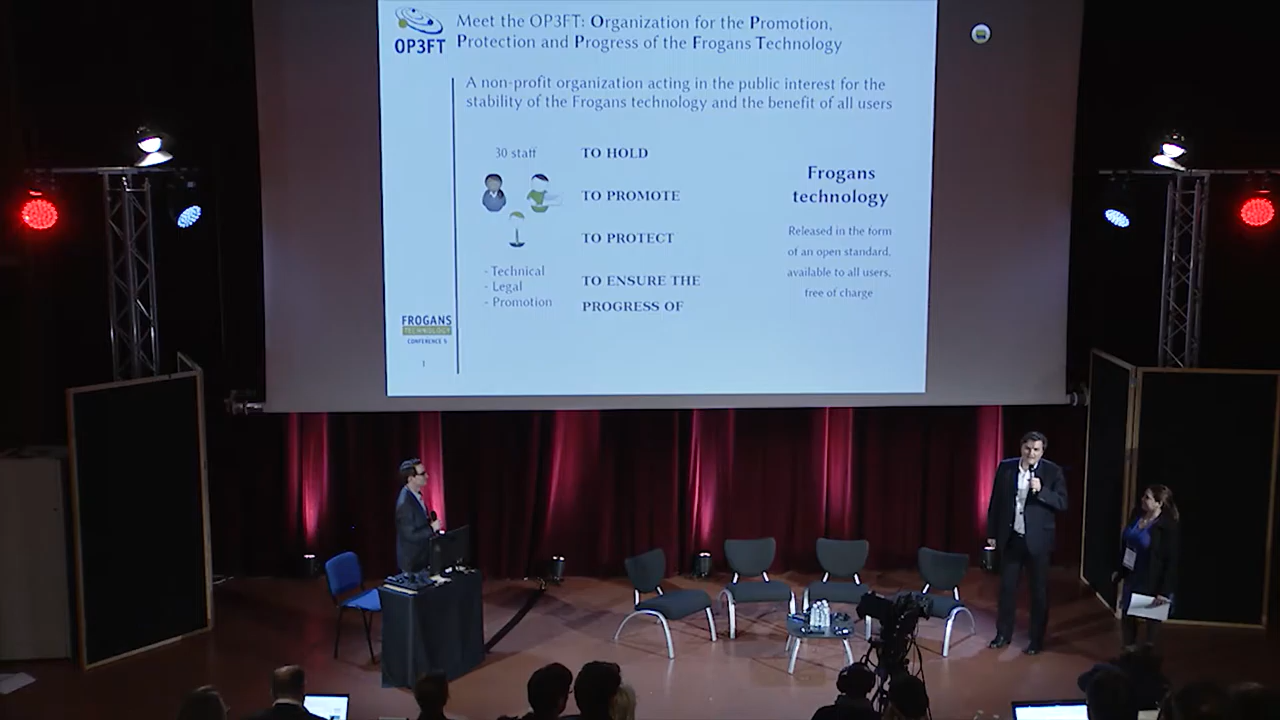 OP3FT
Meet the OP3FT: Organization for the Promotion,
Protection and Progress of the Frogans Technology
A non-profit organization acting in the public interest for the
stability of the Frogans technology and the benefit of all users
30 staff
- Technical
- Legal
- Promotion
TO HOLD
TO PROMOTE
TO PROTECT
TO ENSURE THE
PROGRESS OF
Frogans
technology
Released in the form
of an open standard,
available to all users,
free of charge
FROGANS
TECHNOLOGY
CONFERENCE 9
1